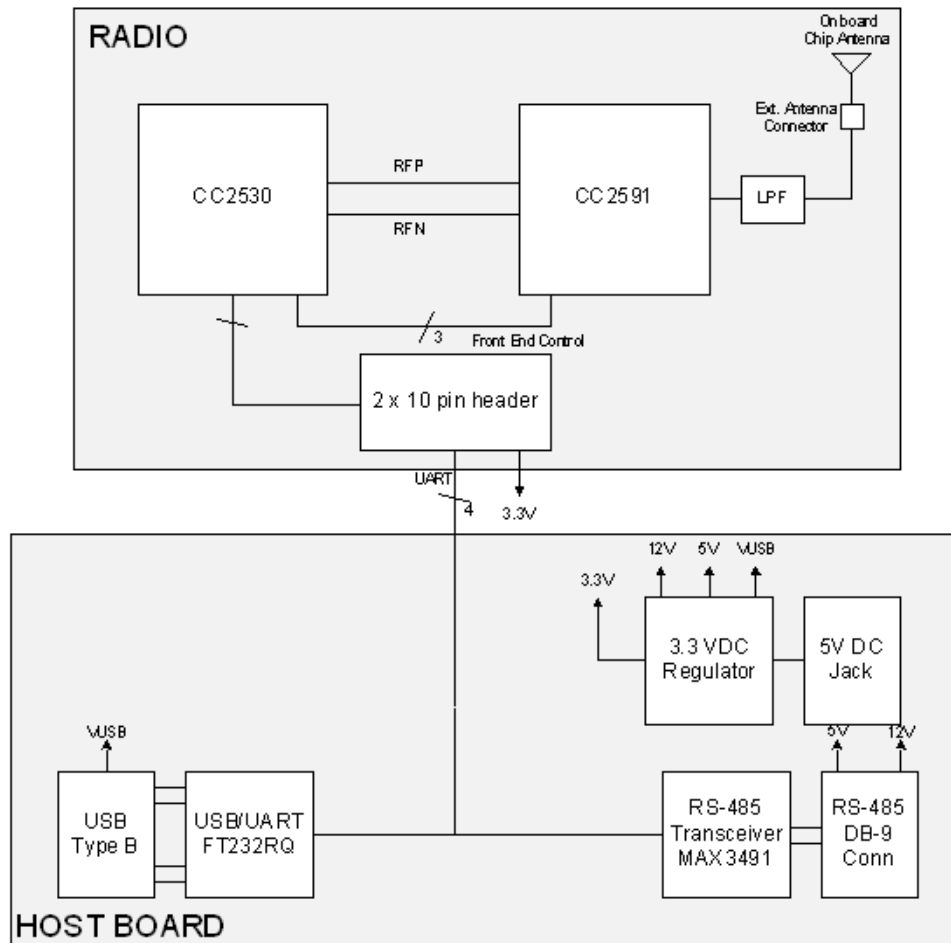 RADIO
Onboard
Chip Antenna
Ext. Antenna
Connector
CC2530
RFP
RFN
CC2591
LPF
3
Front End Control
2 x 10 pin header
UART
4
3.3V
12V
5V
VUSB
3.3V
3.3 VDC
Regulator
5V DC
Jack
VUSB
5V
12V
USB
Type B
USB/UART
FT232RQ
RS-485
Transceiver
MAX3491
RS-485
DB-9
Conn
HOST BOARD